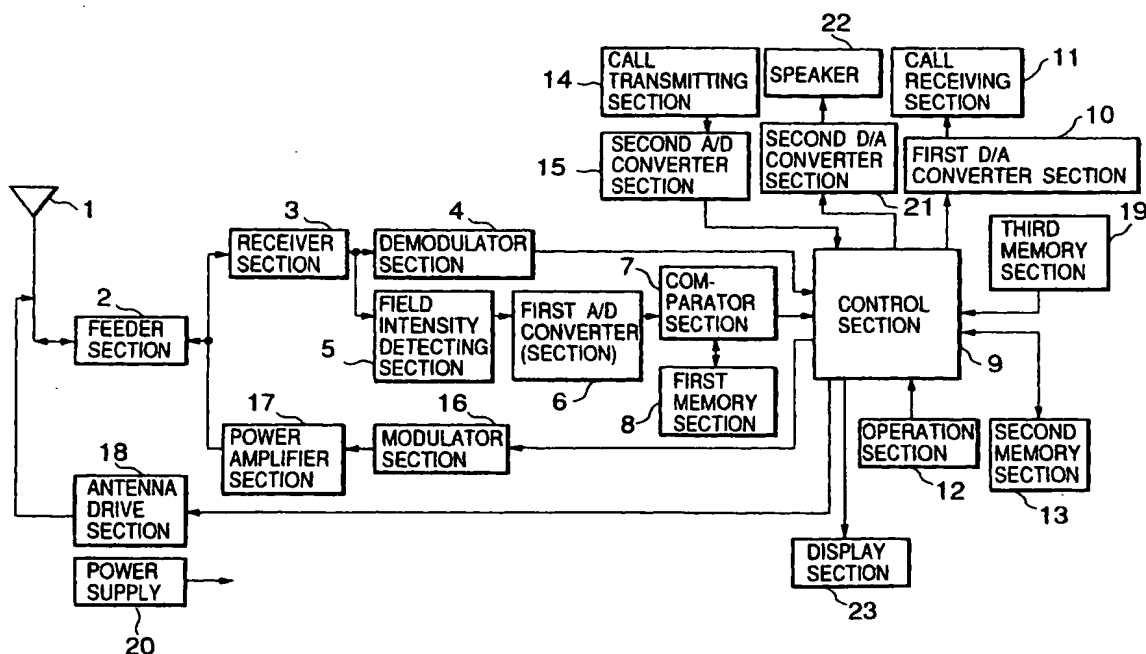 22
14
CALL
TRANSMITTING
SECTION
SPEAKER
CALL
RECEIVING
SECTION
11
10
15
SECOND A/D
CONVERTER
SECTION
SECOND D/A
CONVERTER
SECTION
21
FIRST D/A
CONVERTER SECTION
19
THIRD
MEMORY
SECTION
1
3
RECEIVER
SECTION
4
DEMODULATOR
SECTION
7
COM-
PARATOR
SECTION
CONTROL
SECTION
9
2
FEEDER
SECTION
5
FIELD
INTENSITY
DETECTING
SECTION
FIRST A/D
CONVERTER
(SECTION)
6
8
FIRST
MEMORY
SECTION
17
POWER
AMPLIFIER
SECTION
16
MODULATOR
SECTION
OPERATION
SECTION
12
SECOND
MEMORY
SECTION
13
18
ANTENNA
DRIVE
SECTION
POWER
SUPPLY
20
DISPLAY
SECTION
23